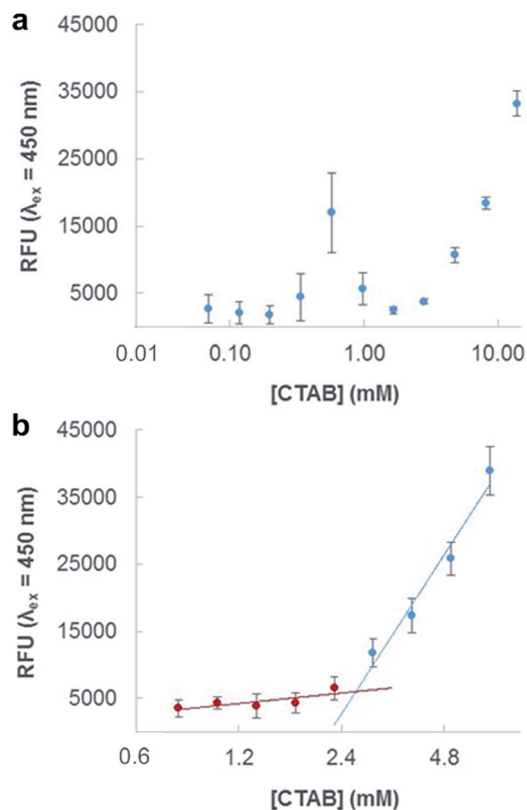 a
45000
35000
25000
15000
5000
RFU (λex = 450 nm)
0.01 0.10 1.00 10.00
[CTAB] (mM)
b
45000
35000
25000
15000
5000
RFU (λex = 450 nm)
0.6 1.2 2.4 4.8
[CTAB] (mM)